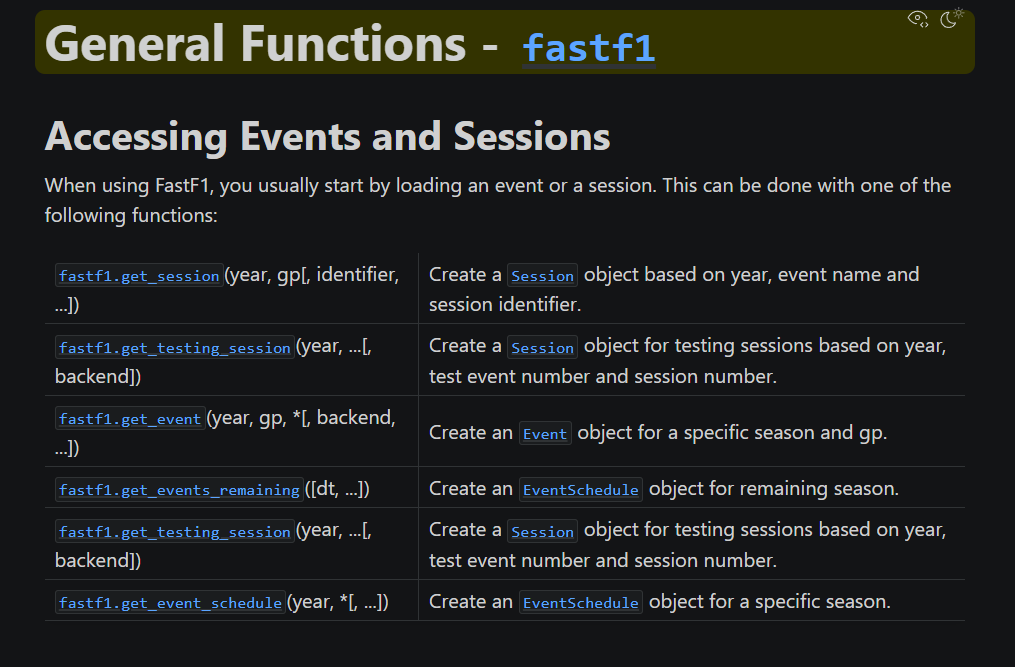 General Functions - fastf1
Accessing Events and Sessions
When using FastF1, you usually start by loading an event or a session. This can be done with one of the
following functions:
fastf1.get_session(year, gp[, identifier,
...])
Create a Session object based on year, event name and
session identifier.
fastf1.get_testing_session(year, ...[,
backend])
Create a Session object for testing sessions based on year,
test event number and session number.
fastf1.get_event(year, gp, *[, backend,
...])
Create an Event object for a specific season and gp.
fastf1.get_events_remaining([dt, ...])
Create an EventSchedule object for remaining season.
fastf1.get_testing_session(year, ...[,
backend])
Create a Session object for testing sessions based on year,
test event number and session number.
fastf1.get_event_schedule(year, *[, ...])
Create an EventSchedule object for a specific season.